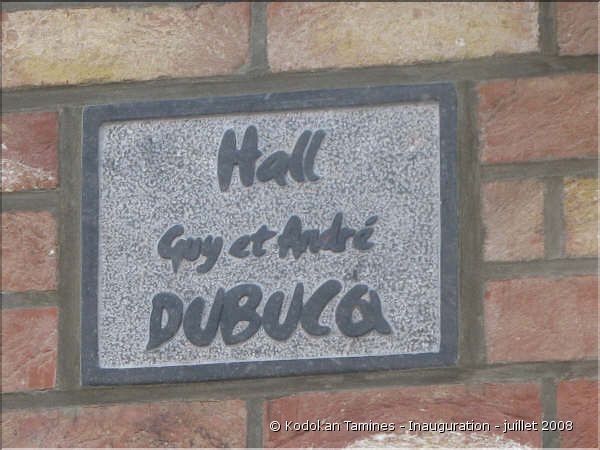 Hall
Guy et André
DUBUCQ
© Kodokan Tamines - Inauguration - juillet 2008